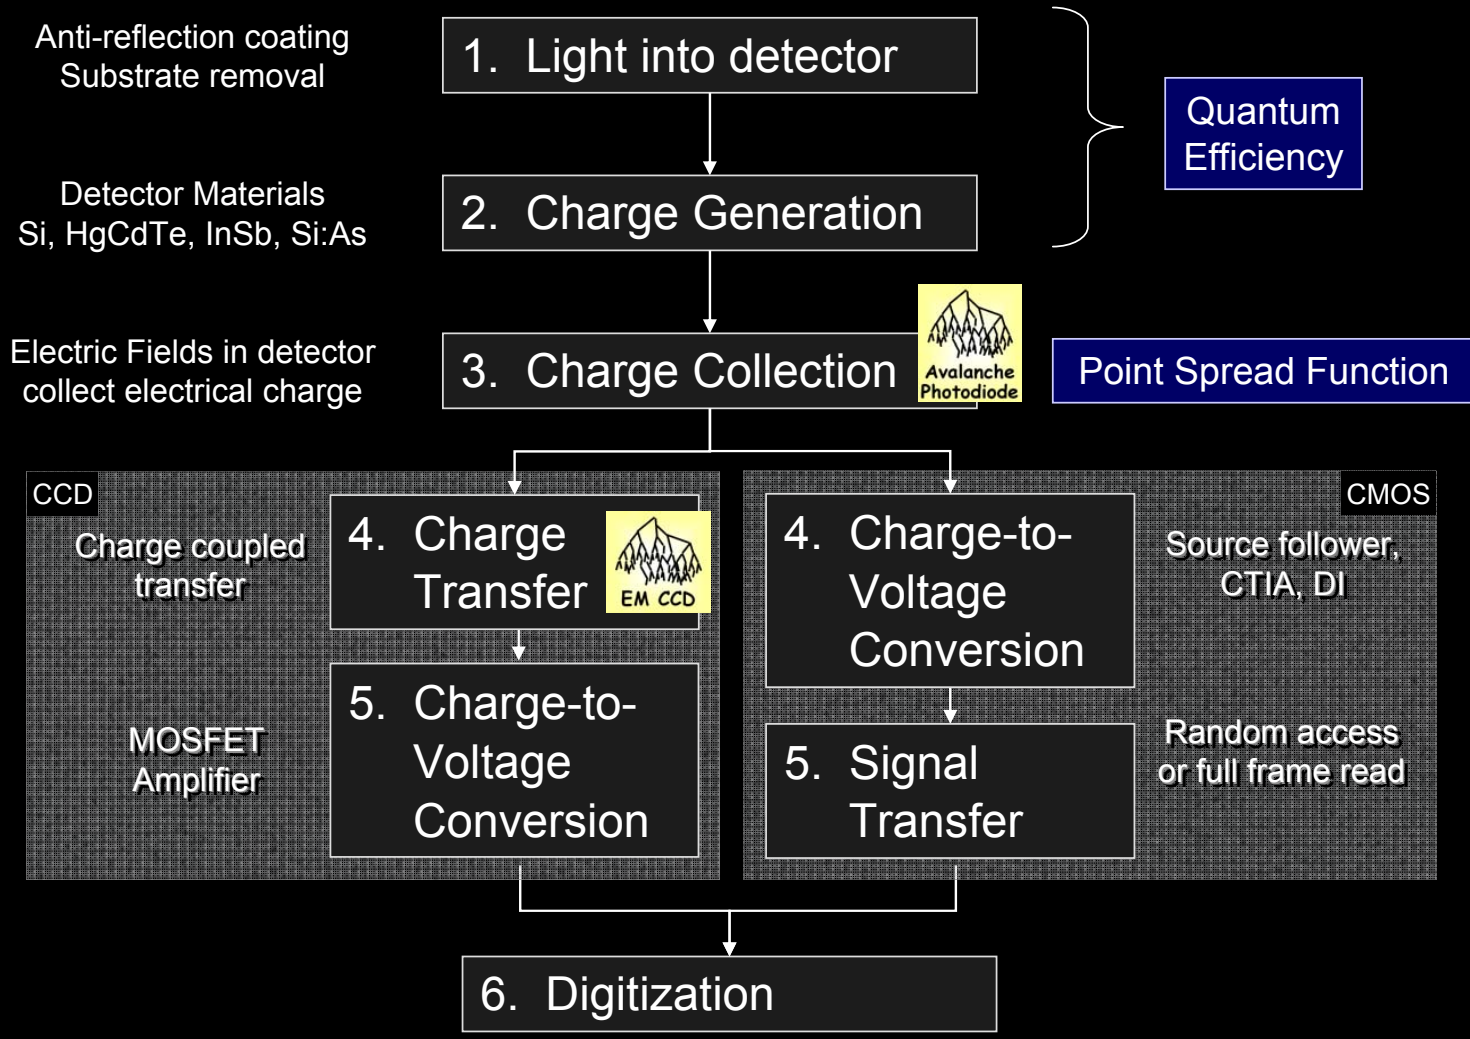 Anti-reflection coating
Substrate removal
1. Light into detector
Quantum
Efficiency
Detector Materials
Si, HgCdTe, InSb, Si:As
2. Charge Generation
Electric Fields in detector
collect electrical charge
3. Charge Collection
Avalanche
Photodiode
Point Spread Function
CCD
Charge coupled
transfer
4. Charge
Transfer
EM CCD
MOSFET
Amplifier
5. Charge-to-
Voltage
Conversion
CMOS
4. Charge-to-
Voltage
Conversion
Source follower,
CTIA, DI
5. Signal
Transfer
Random access
or full frame read
6. Digitization